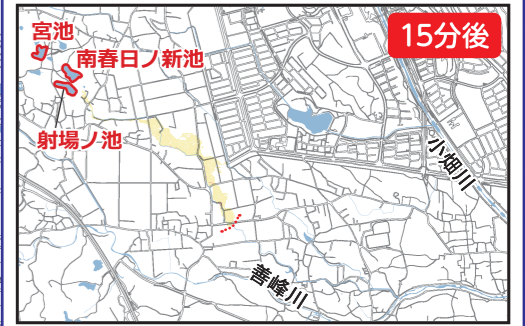 宮池
15分後
南春日ノ新池
射場ノ池
小畑川
善峰川